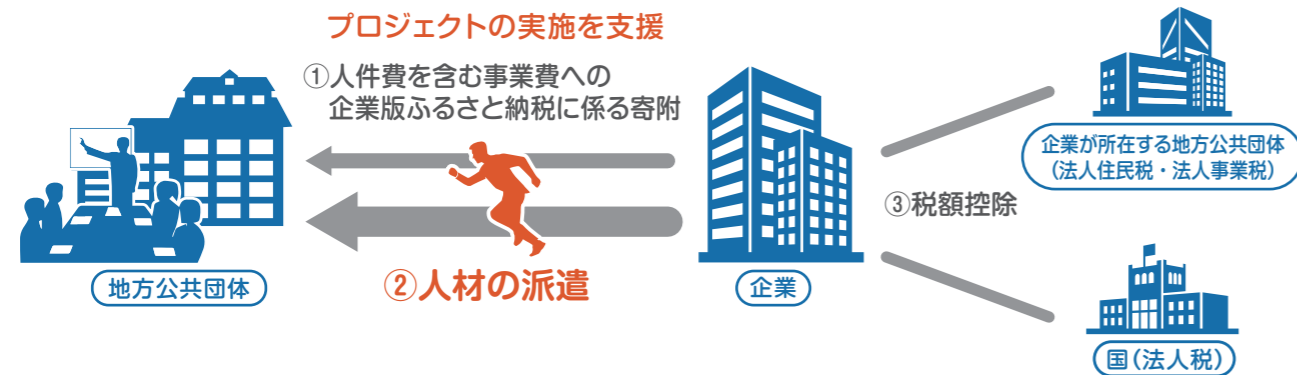 プロジェクトの実施を支援
①人件費を含む事業費への
企業版ふるさと納税に係る寄附
②人材の派遣
地方公共団体
企業
③税額控除
企業が所在する地方公共団体
(法人住民税・法人事業税)
国(法人税)